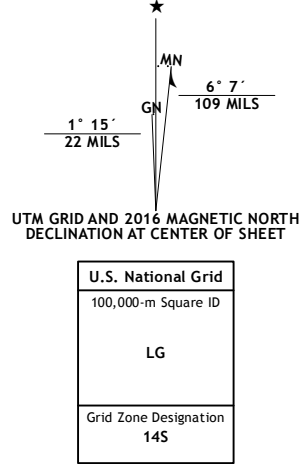 ★
MN
6° 7´
109 MILS
GN
1° 15´
22 MILS
UTM GRID AND 2016 MAGNETIC NORTH
DECLINATION AT CENTER OF SHEET
U.S. National Grid
100,000-m Square ID
LG
Grid Zone Designation
14S